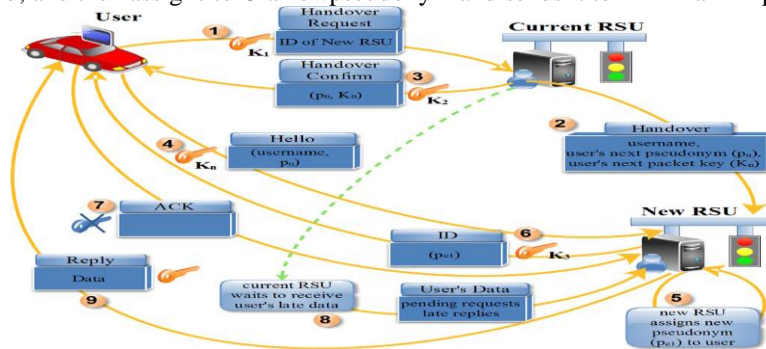 User
Current RSU
1
Handover
Request
ID of New RSU
K1
Handover
Confirm
(pn, Kn)
3
K2
2
Handover
username,
user's next pseudonym (pn),
user's next packet key (Kn)
4
Hello
(username,
pn)
Kn
New RSU
7
ACK
6
ID
(pe1)
K3
Reply
Data
9
current RSU
waits to receive
user's late data
8
User's Data
pending requests
late replies
5
new RSU
assigns new
pseudonym
(pe1) to user